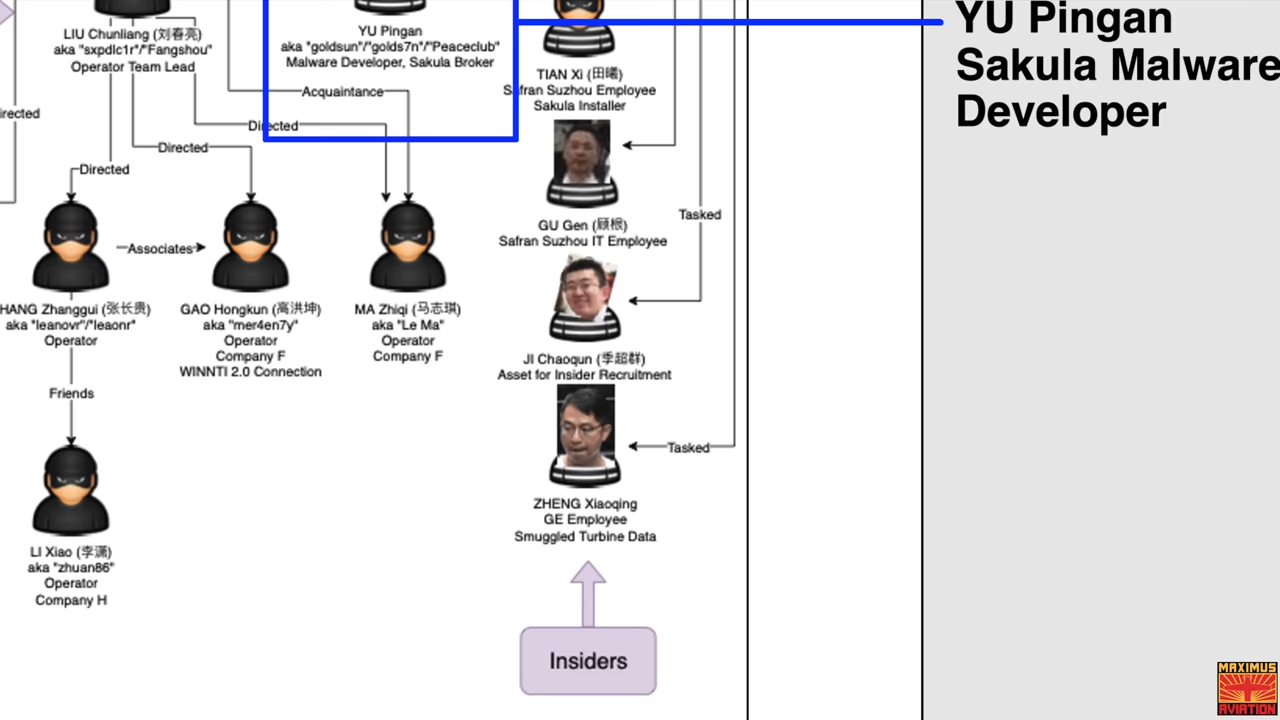 LIU Chunliang (刘春亮)
aka "sxpdlc1r"/"Fangshou"
Operator Team Lead
YU Pingan
aka "goldsun"/"golds7n"/"Peaceclub"
Malware Developer, Sakula Broker
TIAN Xi (田曦)
Safran Suzhou Employee
Sakula Installer
YU Pingan
Sakula Malware
Developer
Acquaintance
irected
Directed
Directed
Directed
GU Gen (顾根)
Safran Suzhou IT Employee
Tasked
Associates
HANG Zhanggui (张长贵)
aka "leanovr"/"leaonr"
Operator
GAO Hongkun (高洪坤)
aka "mer4en7y"
Operator
Company F
WINNTI 2.0 Connection
MA Zhiqi (马志琪)
aka "Le Ma"
Operator
Company F
JI Chaoqun (季超群)
Asset for Insider Recruitment
Friends
Tasked
ZHENG Xiaoqing
GE Employee
Smuggled Turbine Data
LI Xiao (李潇)
aka "zhuan86"
Operator
Company H
Insiders
MAXIMUS
AVIATION